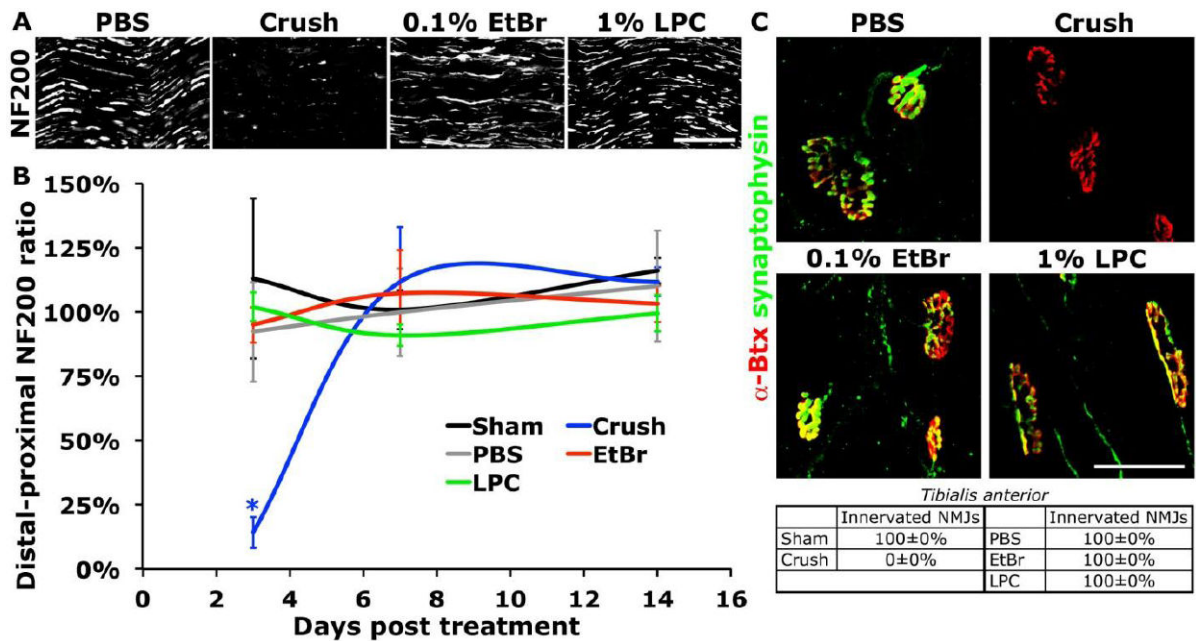 A PBS Crush 0.1% EtBr 1% LPC
NF200
B
150%
125%
100%
75%
50%
25%
0%
Distal-proximal NF200 ratio
*
Sham Crush
PBS EtBr
LPC
0 2 4 6 8 10 12 14 16
Days post treatment
C PBS Crush
0.1% EtBr 1% LPC
α-Btx synaptophysin
Tibialis anterior
Innervated NMJs Innervated NMJs
Sham 100±0% PBS 100±0%
Crush 0±0% EtBr 100±0%
LPC 100±0%